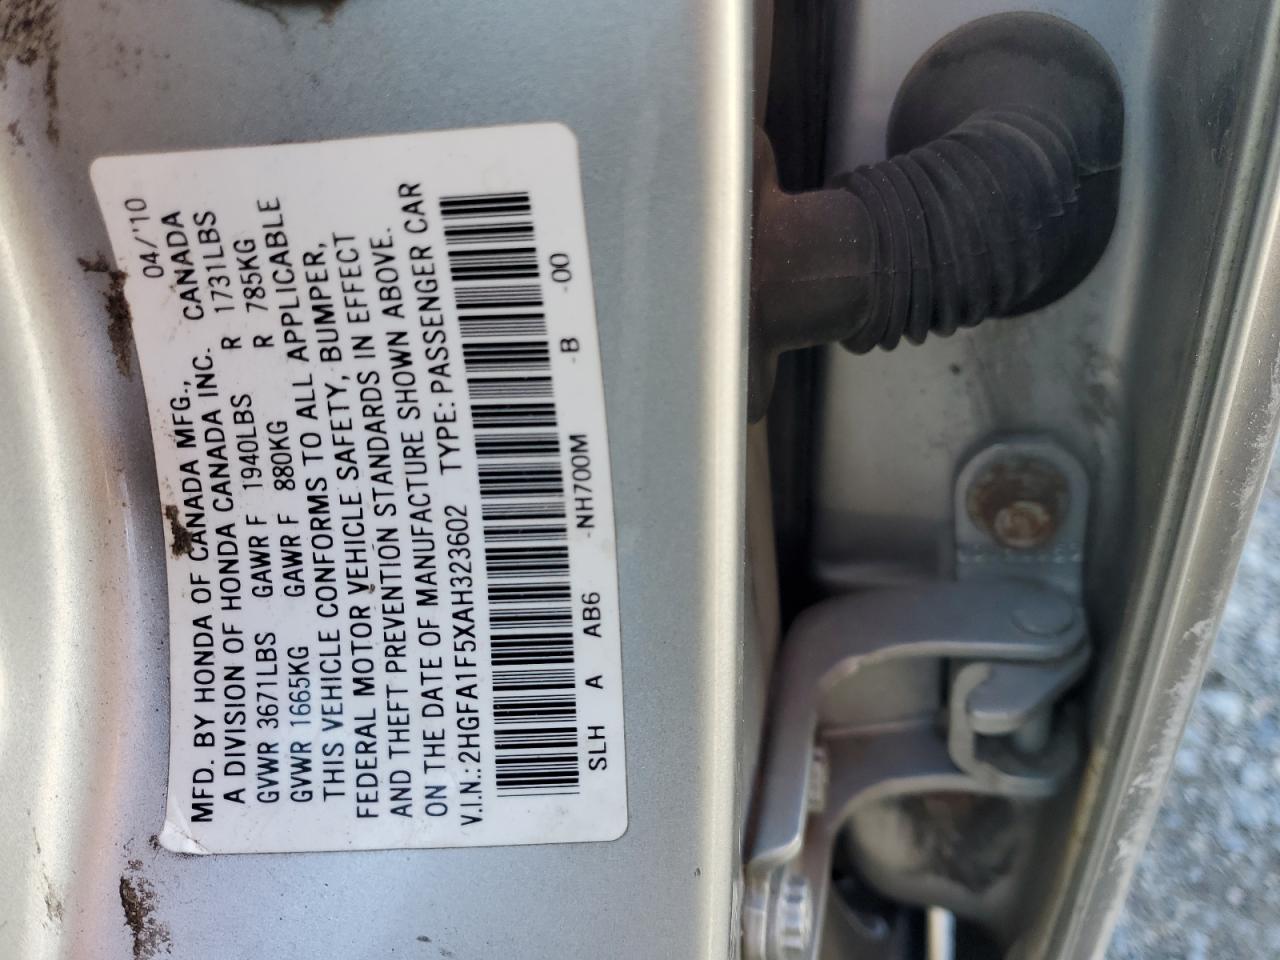 MFD. BY HONDA OF CANADA MFG., 04/'10
A DIVISION OF HONDA CANADA INC. CANADA
GVWR 3671LBS GAWR F 1940LBS R 1731LBS
GVWR 1665KG GAWR F 880KG R 785KG
THIS VEHICLE CONFORMS TO ALL APPLICABLE
FEDERAL MOTOR VEHICLE SAFETY, BUMPER,
AND THEFT PREVENTION STANDARDS IN EFFECT
ON THE DATE OF MANUFACTURE SHOWN ABOVE.
V.I.N.: 2HGFA1F5XAH323602 TYPE: PASSENGER CAR
SLH A AB6 -NH700M -B -00